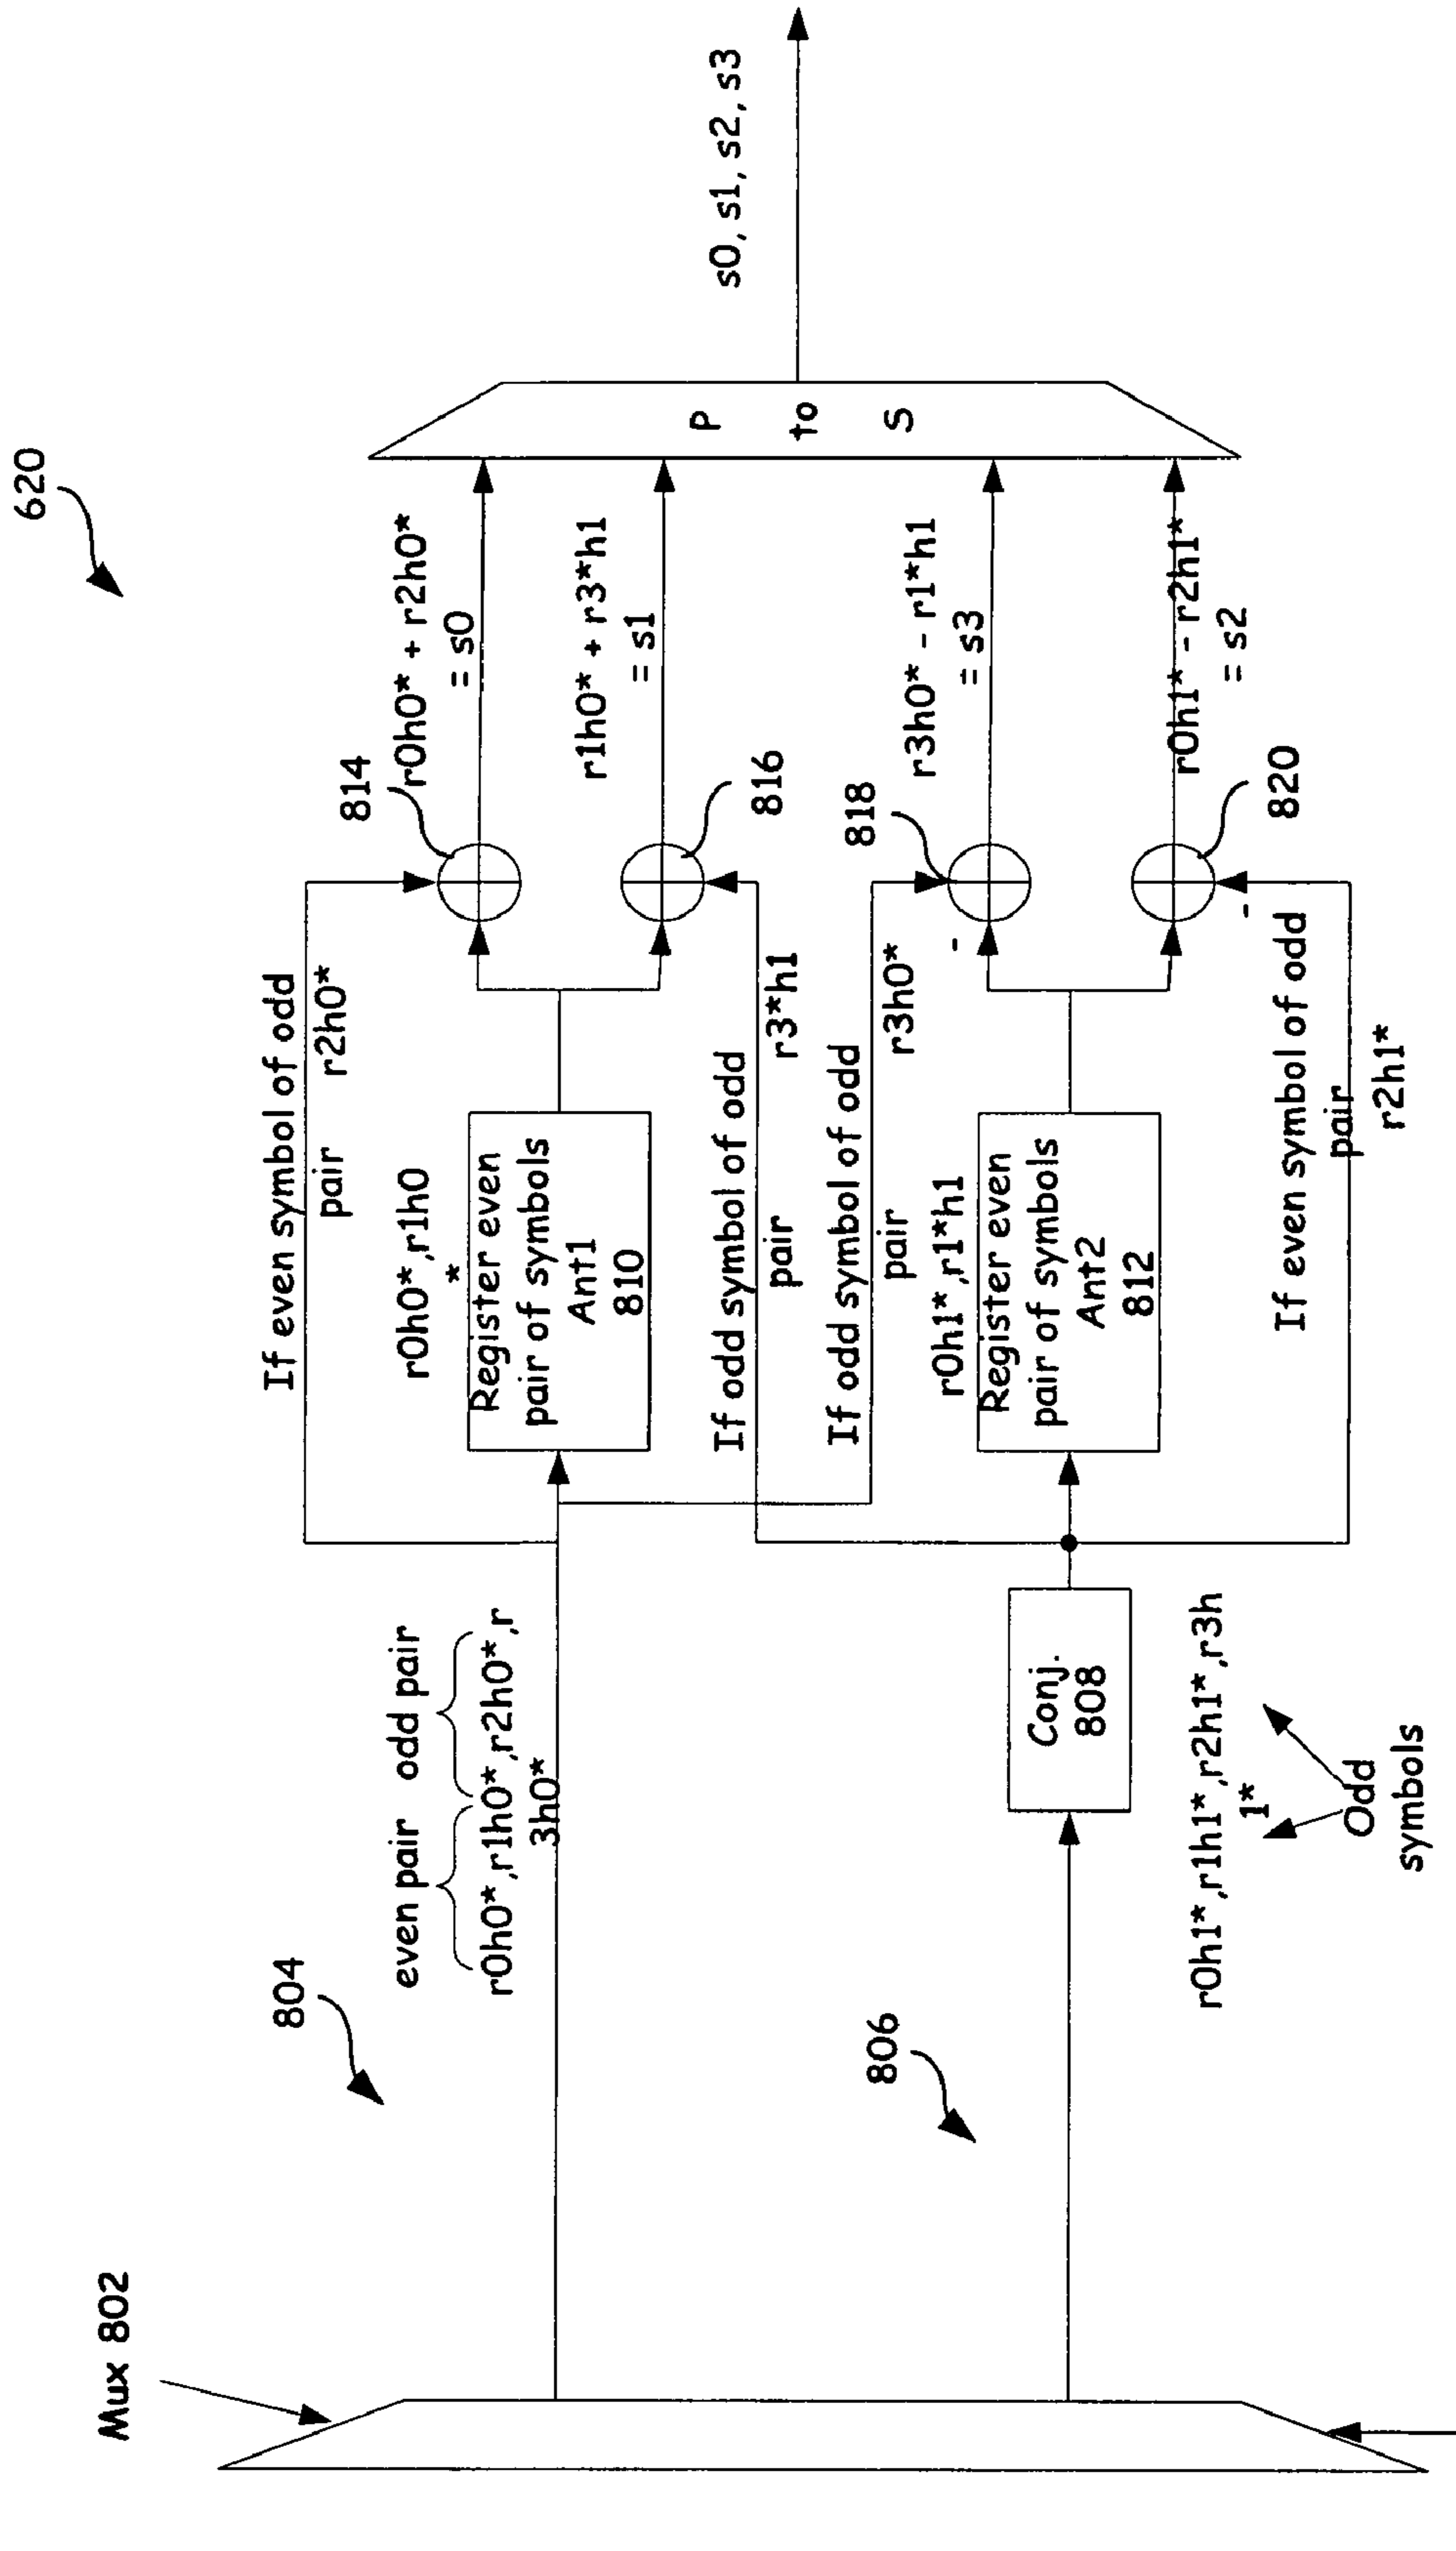 620
Mux 802
804
even pair
odd pair
r0h0*,r1h0*,r2h0*,r
3h0*
806
r0h1*,r1h1*,r2h1*,r3h
1*
Odd
symbols
Conj.
808
If even symbol of odd
pair
r2h0*
r0h0*,r1h0
*
Register even
pair of symbols
Ant1
810
If odd symbol of odd
pair
r3*h1
If odd symbol of odd
pair
r3h0*
r0h1*,r1*h1
Register even
pair of symbols
Ant2
812
If even symbol of odd
pair
r2h1*
814
816
818
-
820
-
r0h0* + r2h0*
= s0
r1h0* + r3*h1
= s1
r3h0* - r1*h1
= s3
r0h1* - r2h1*
= s2
P
to
S
s0, s1, s2, s3